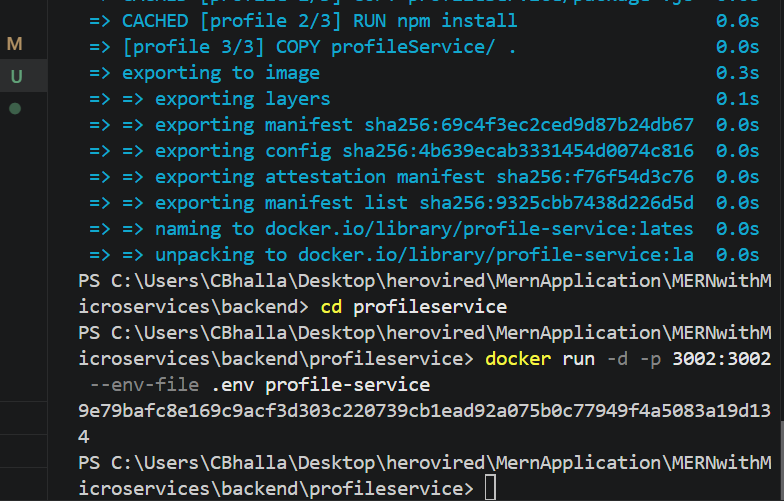 => CACHED [profile 2/3] RUN npm install 0.0s
=> [profile 3/3] COPY profileService/ . 0.0s
=> exporting to image 0.3s
=> => exporting layers 0.1s
=> => exporting manifest sha256:69c4f3ec2ced9d87b24db67 0.0s
=> => exporting config sha256:4b639ecab3331454d0074c816 0.0s
=> => exporting attestation manifest sha256:f76f54d3c76 0.0s
=> => exporting manifest list sha256:9325cbb7438d226d5d 0.0s
=> => naming to docker.io/library/profile-service:lates 0.0s
=> => unpacking to docker.io/library/profile-service:la 0.0s
PS C:\Users\CBhalla\Desktop\herovired\MernApplication\MERNwithM
icroservices\backend> cd profileservice
PS C:\Users\CBhalla\Desktop\herovired\MernApplication\MERNwithM
icroservices\backend\profileservice> docker run -d -p 3002:3002
--env-file .env profile-service
9e79bafc8e169c9acf3d303c220739cb1ead92a075b0c77949f4a5083a19d13
4
PS C:\Users\CBhalla\Desktop\herovired\MernApplication\MERNwithM
icroservices\backend\profileservice>
M
U